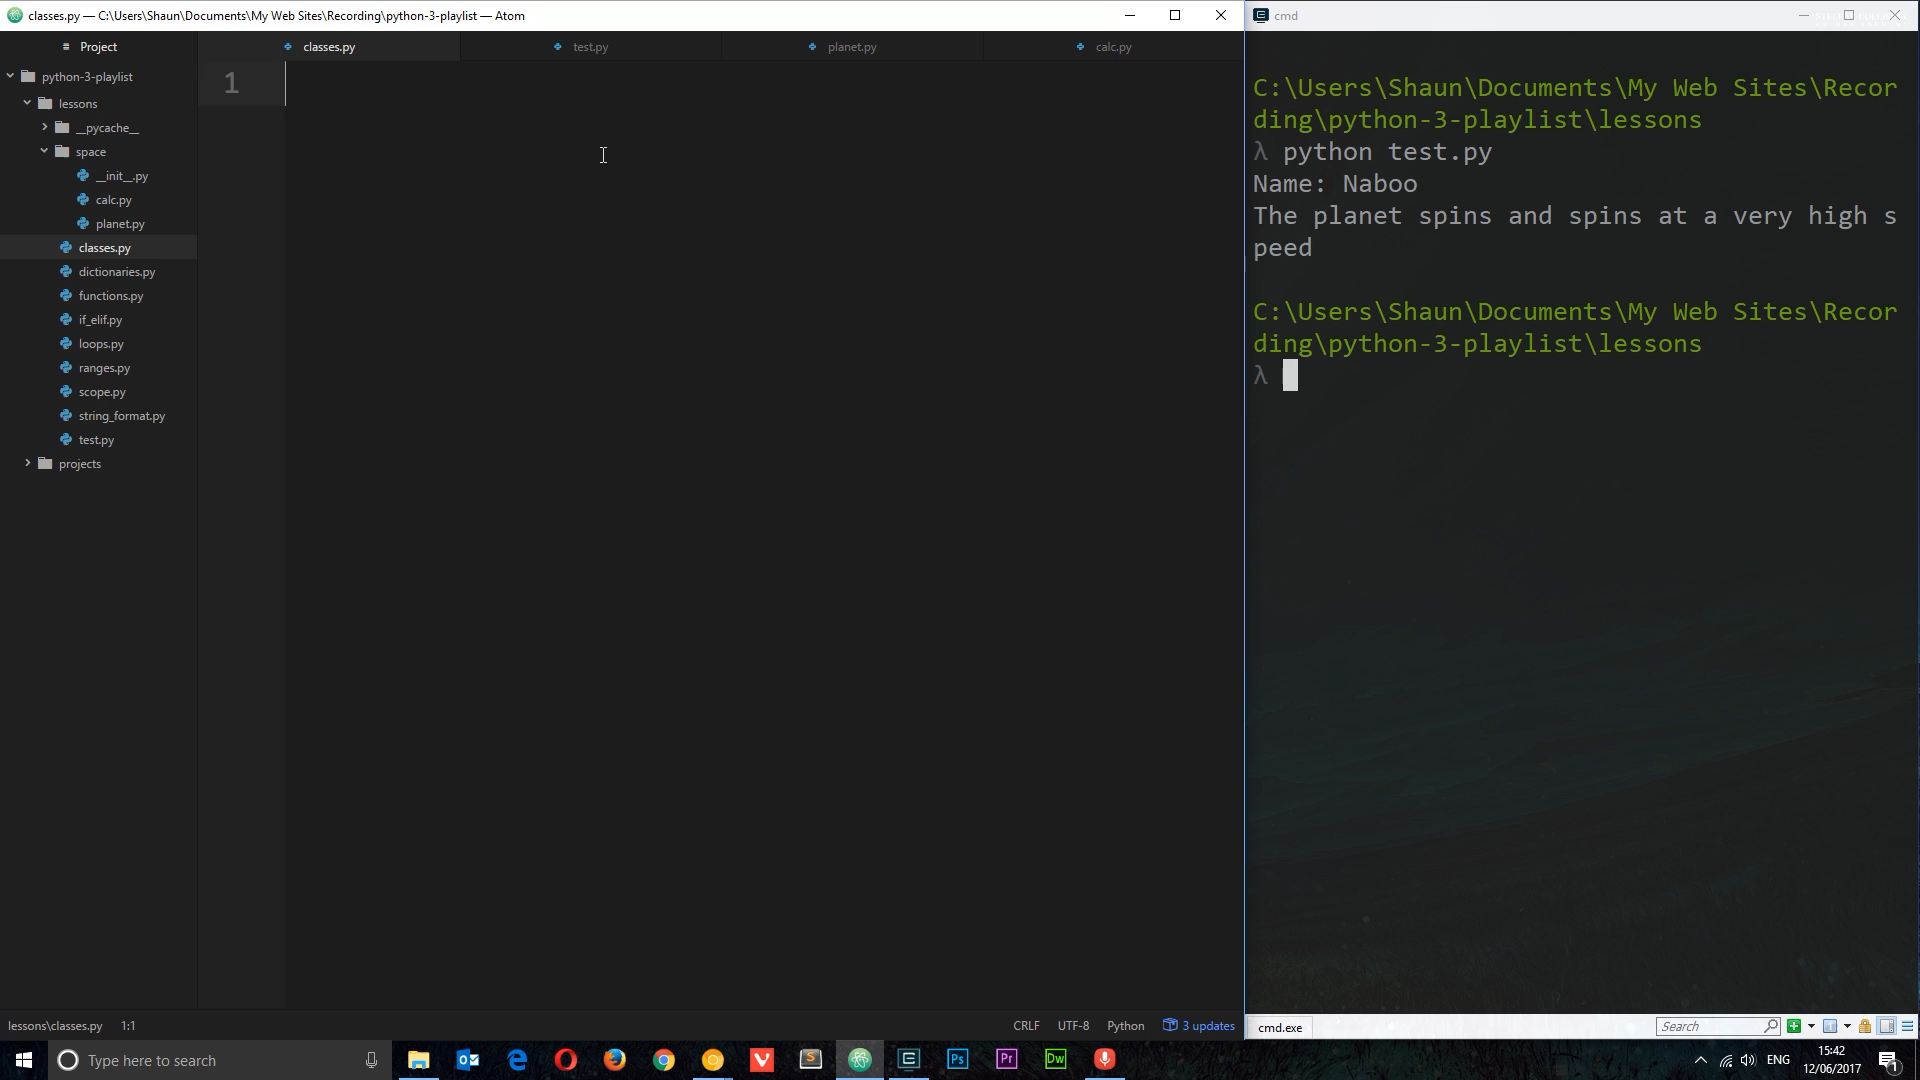 classes.py — C:\Users\Shaun\Documents\My Web Sites\Recording\python-3-playlist — Atom
Project
python-3-playlist
lessons
__pycache__
space
__init__.py
calc.py
planet.py
classes.py
dictionaries.py
functions.py
if_elif.py
loops.py
ranges.py
scope.py
string_format.py
test.py
projects
classes.py
test.py
planet.py
calc.py
1
lessons\classes.py 1:1
CRLF UTF-8 Python 3 updates
cmd
C:\Users\Shaun\Documents\My Web Sites\Recor
ding\python-3-playlist\lessons
λ python test.py
Name: Naboo
The planet spins and spins at a very high s
peed
C:\Users\Shaun\Documents\My Web Sites\Recor
ding\python-3-playlist\lessons
λ
cmd.exe
Search
Type here to search
Ps
Pr
Dw
ENG
15:42
12/06/2017
1